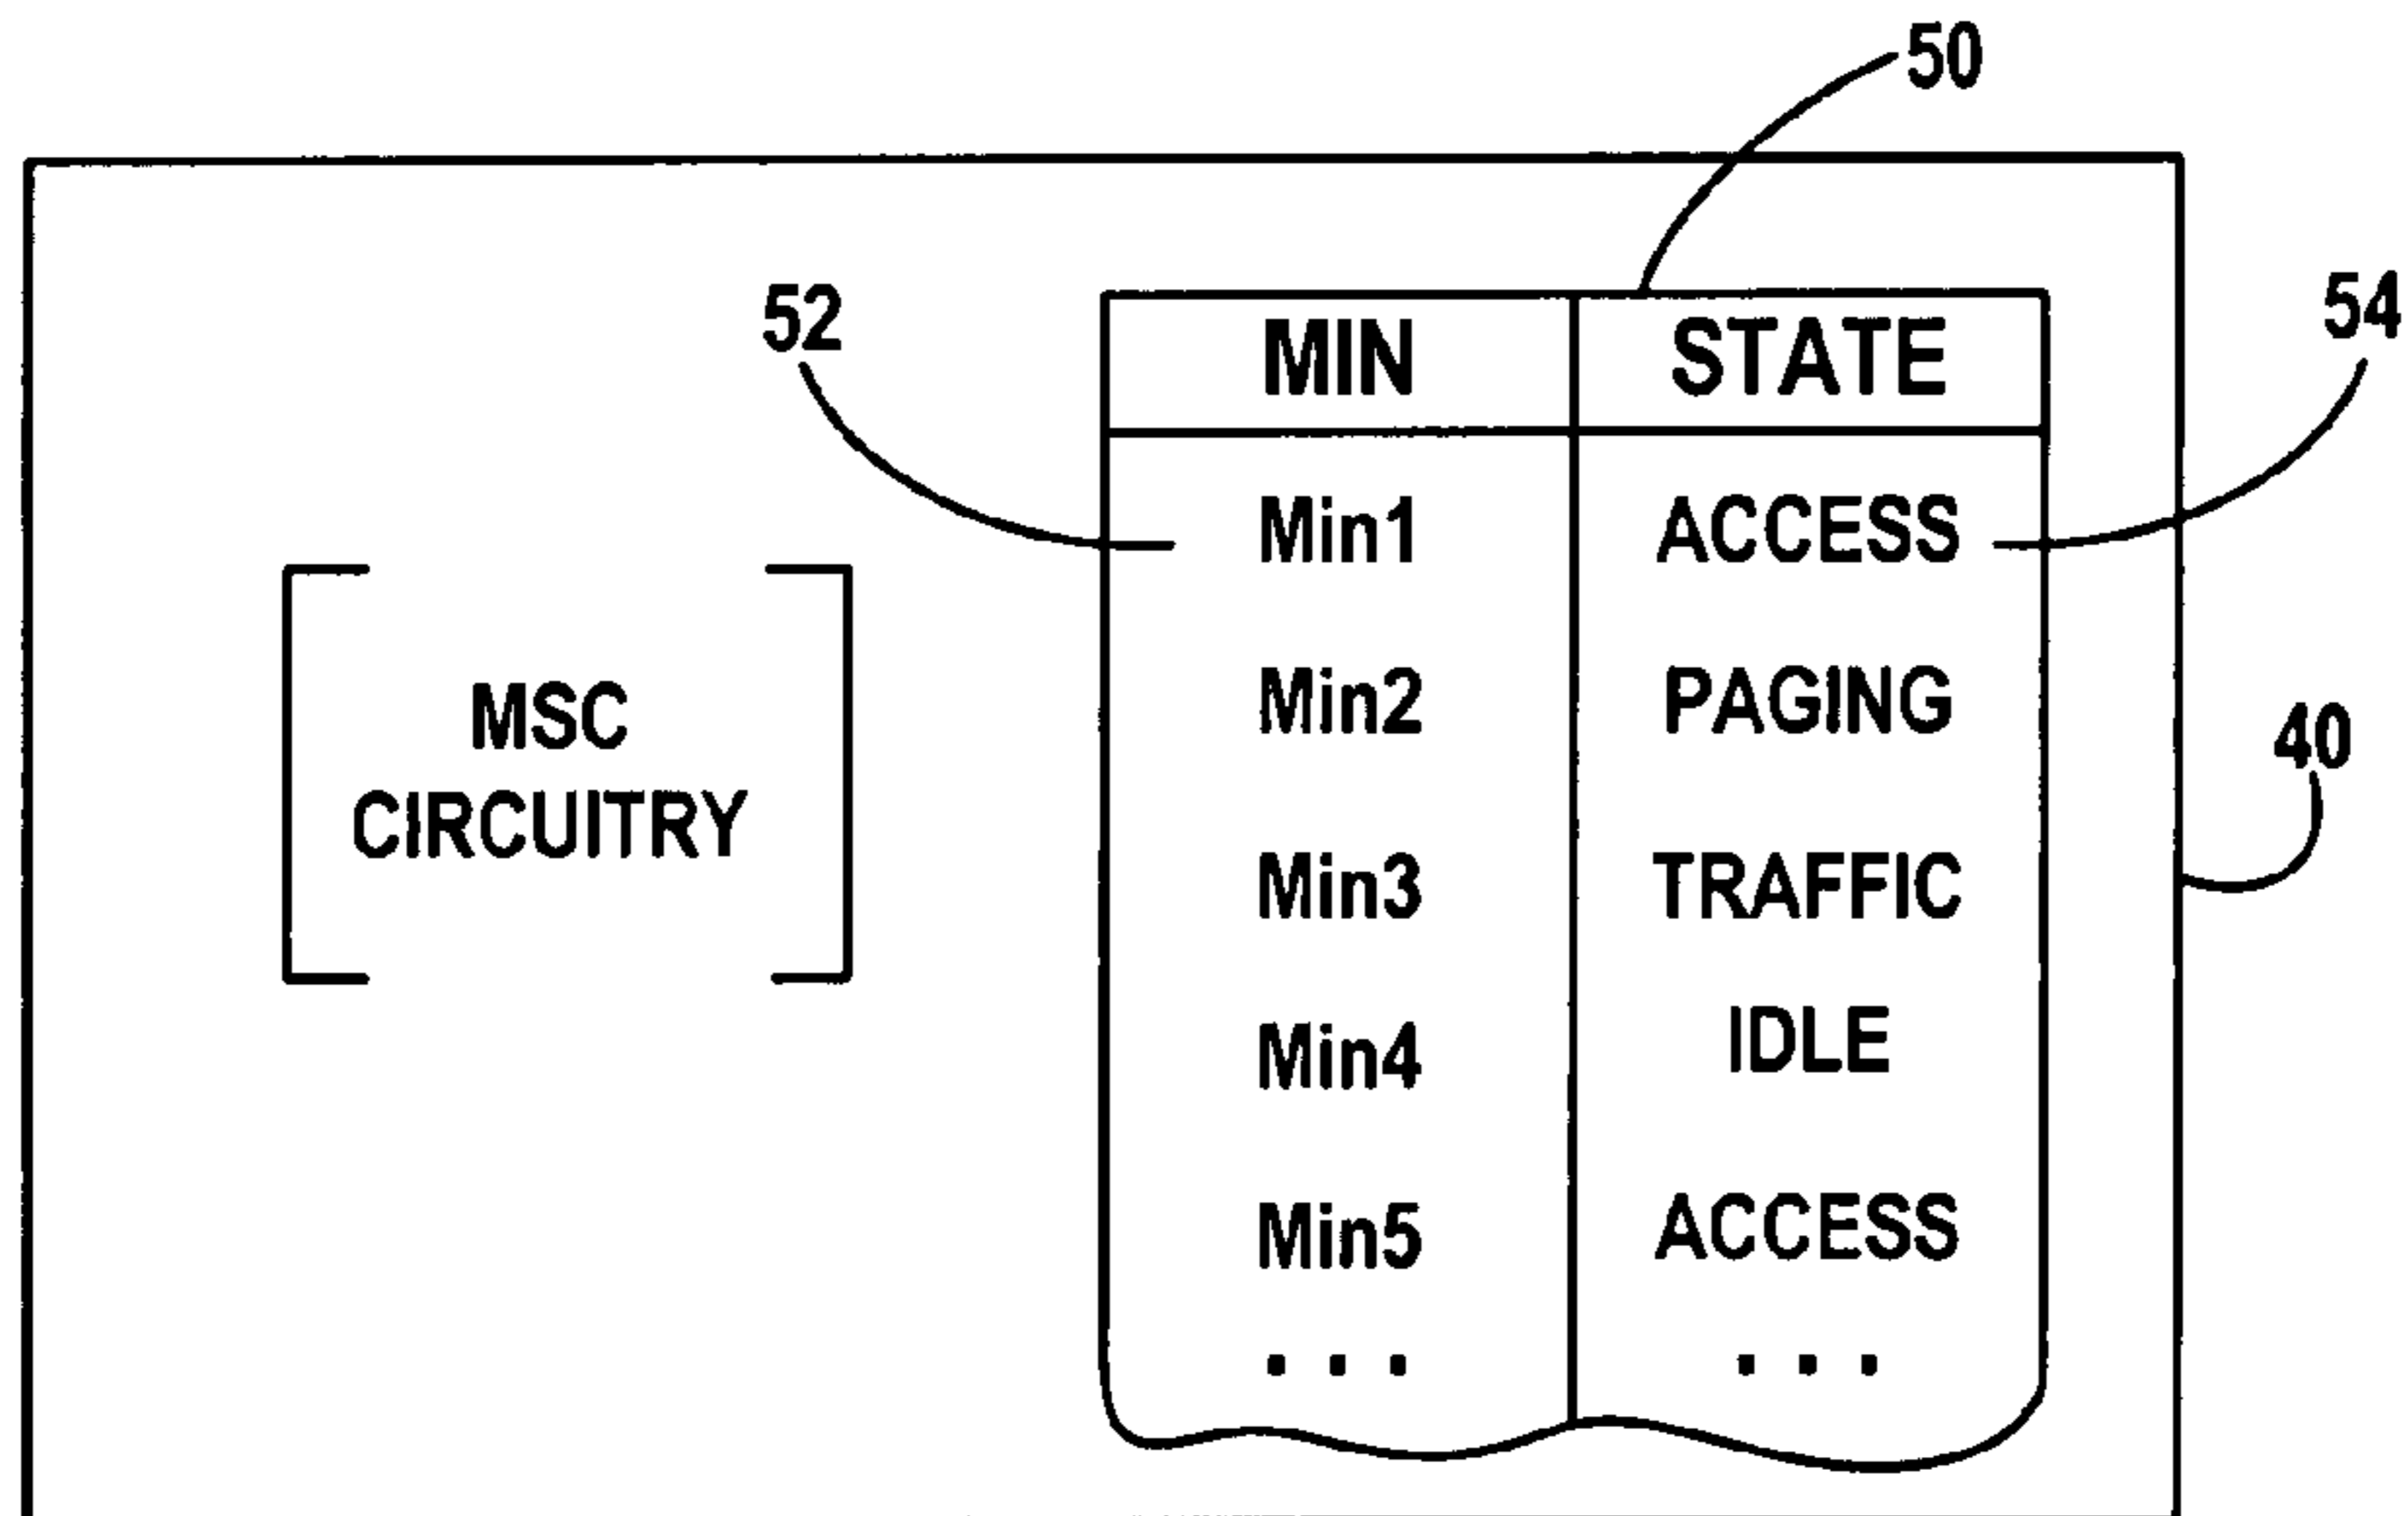 50
52
54
MIN STATE
Min1 ACCESS
Min2 PAGING
Min3 TRAFFIC
Min4 IDLE
Min5 ACCESS
. . . . . .
MSC
CIRCUITRY
40